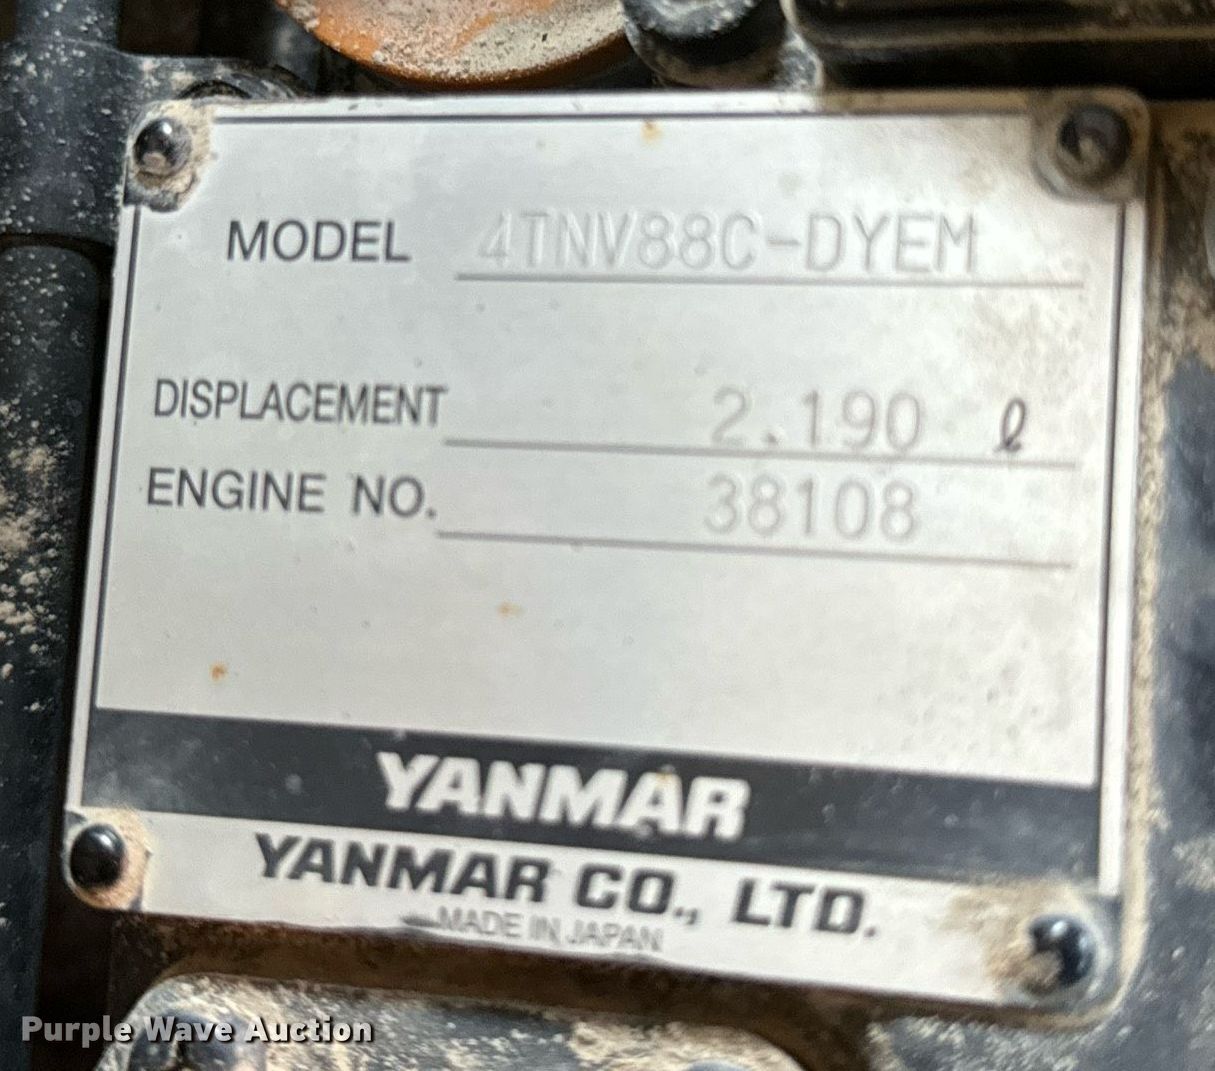 MODEL 4TNV88C-DYEM
DISPLACEMENT 2.190 ℓ
ENGINE NO. 38108
YANMAR
YANMAR CO., LTD.
MADE IN JAPAN
Purple Wave Auction